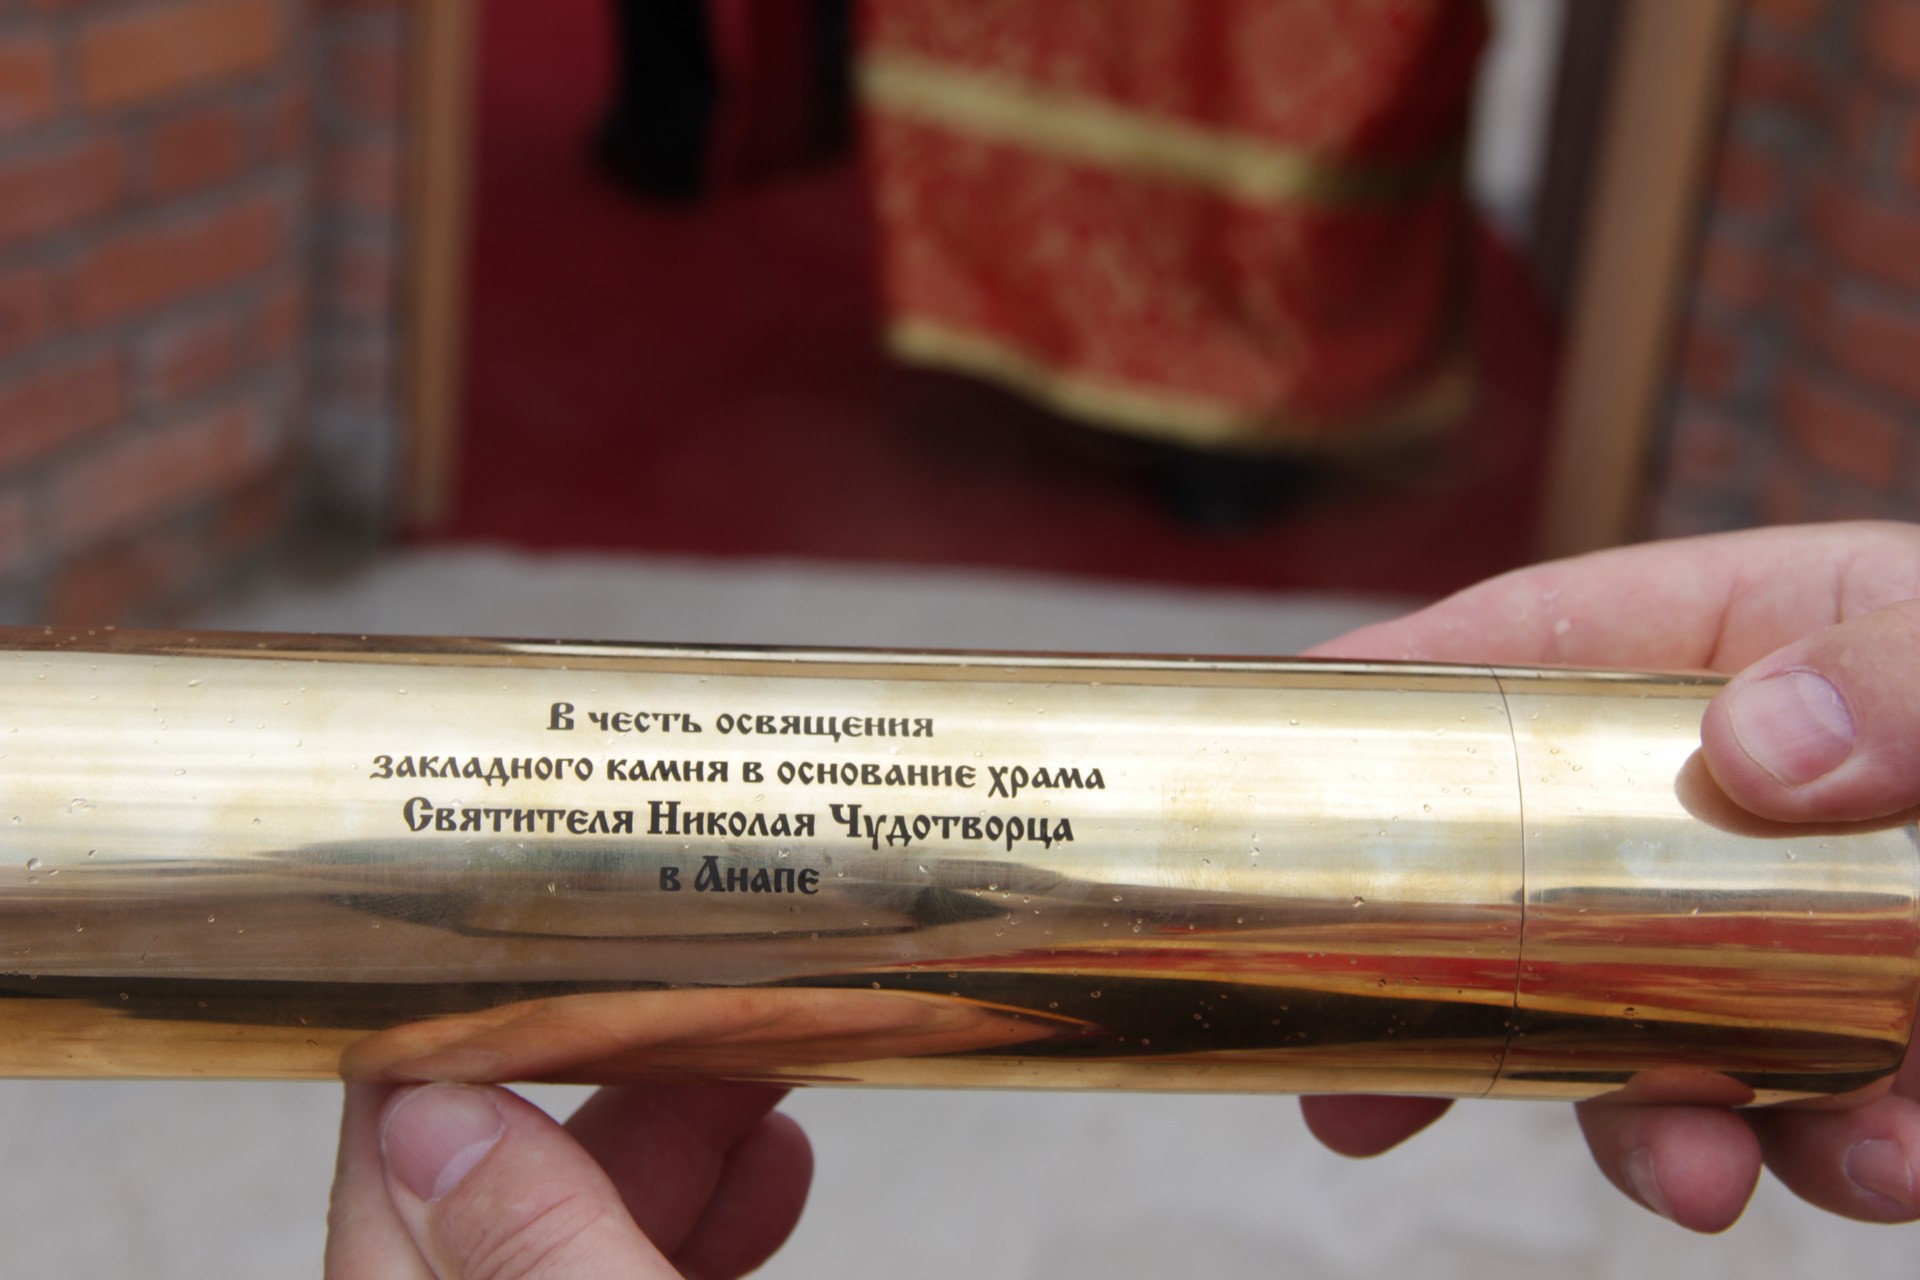 В честь освящения
закладного камня в основание храма
Святителя Николая Чудотворца
в Анапе